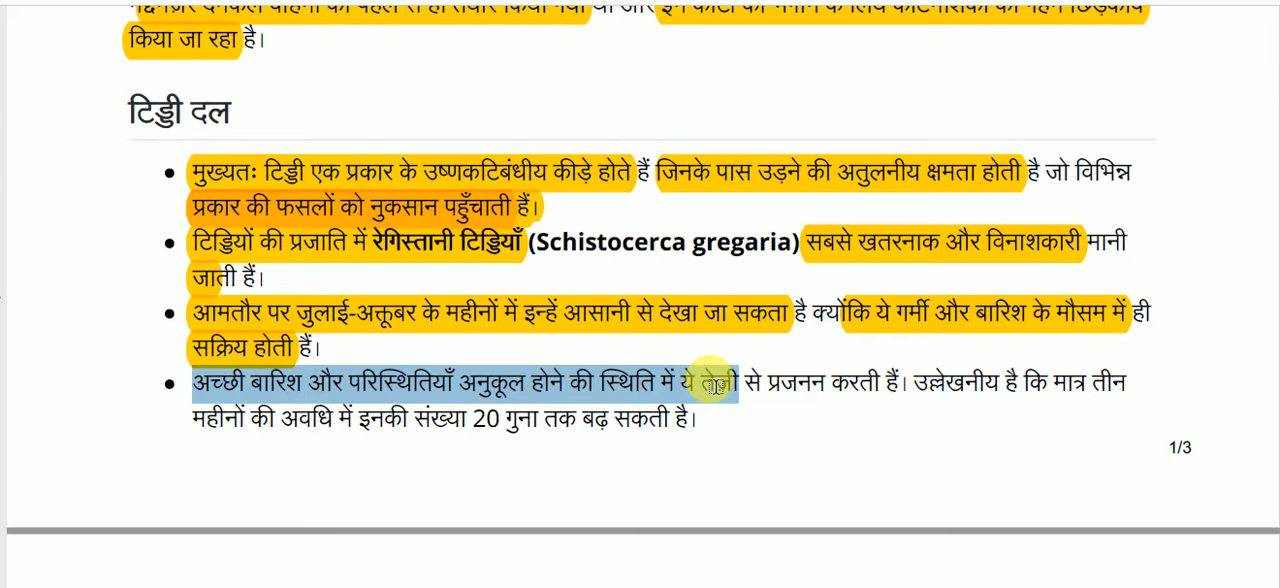 किया जा रहा है।
टिड्डी दल
मुख्यतः टिड्डी एक प्रकार के उष्णकटिबंधीय कीड़े होते हैं जिनके पास उड़ने की अतुलनीय क्षमता होती है जो विभिन्न
प्रकार की फसलों को नुकसान पहुँचाती हैं।
टिड्डियों की प्रजाति में रेगिस्तानी टिड्डियाँ (Schistocerca gregaria) सबसे खतरनाक और विनाशकारी मानी
जाती हैं।
आमतौर पर जुलाई-अक्तूबर के महीनों में इन्हें आसानी से देखा जा सकता है क्योंकि ये गर्मी और बारिश के मौसम में ही
सक्रिय होती हैं।
अच्छी बारिश और परिस्थितियाँ अनुकूल होने की स्थिति में ये तेज़ी से प्रजनन करती हैं। उल्लेखनीय है कि मात्र तीन
महीनों की अवधि में इनकी संख्या 20 गुना तक बढ़ सकती है।
1/3